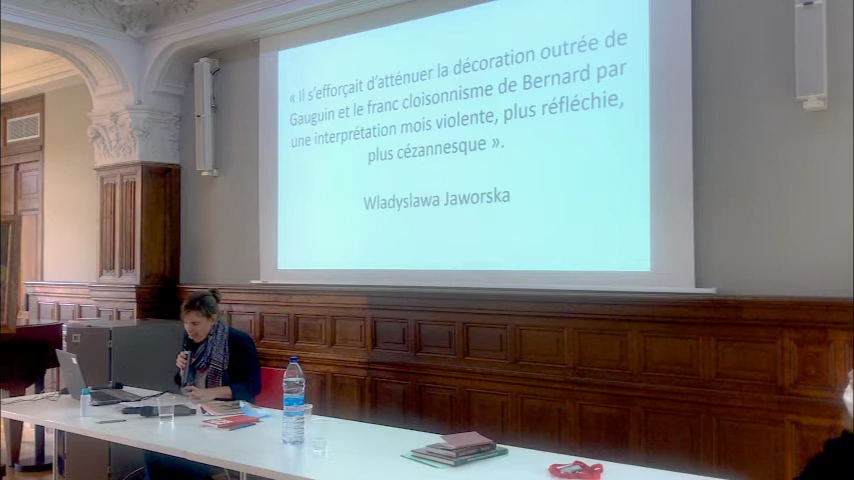 « Il s'efforçait d'atténuer la décoration outrée de
Gauguin et le franc cloisonnisme de Bernard par
une interprétation mois violente, plus réfléchie,
plus cézannesque ».
Wladyslawa Jaworska